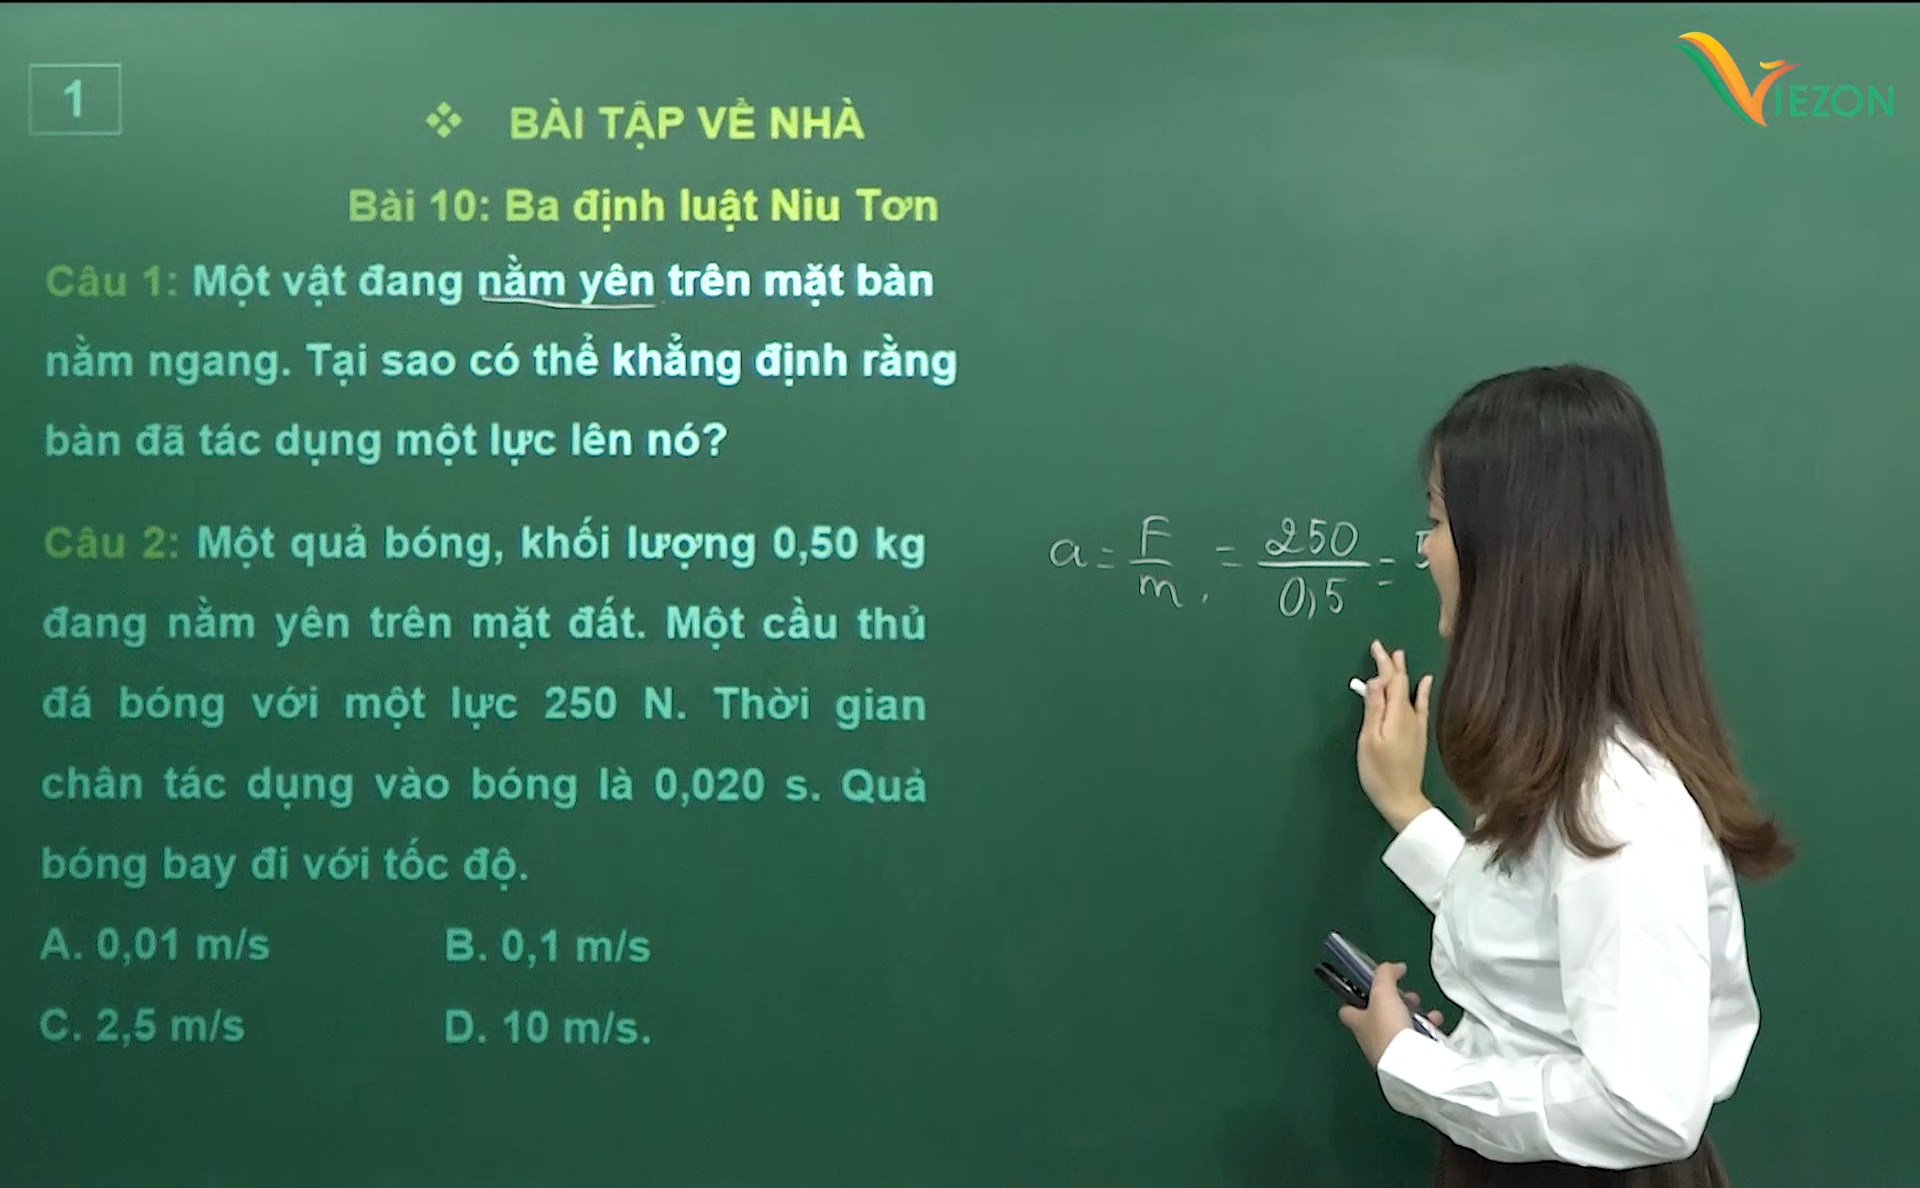 VIEZON
1
❖ BÀI TẬP VỀ NHÀ
Bài 10: Ba định luật Niu Tơn
Câu 1: Một vật đang nằm yên trên mặt bàn
nằm ngang. Tại sao có thể khẳng định rằng
bàn đã tác dụng một lực lên nó?
Câu 2: Một quả bóng, khối lượng 0,50 kg
đang nằm yên trên mặt đất. Một cầu thủ
đá bóng với một lực 250 N. Thời gian
chân tác dụng vào bóng là 0,020 s. Quả
bóng bay đi với tốc độ.
A. 0,01 m/s B. 0,1 m/s
C. 2,5 m/s D. 10 m/s.
a = F/m = 250/0,5 =